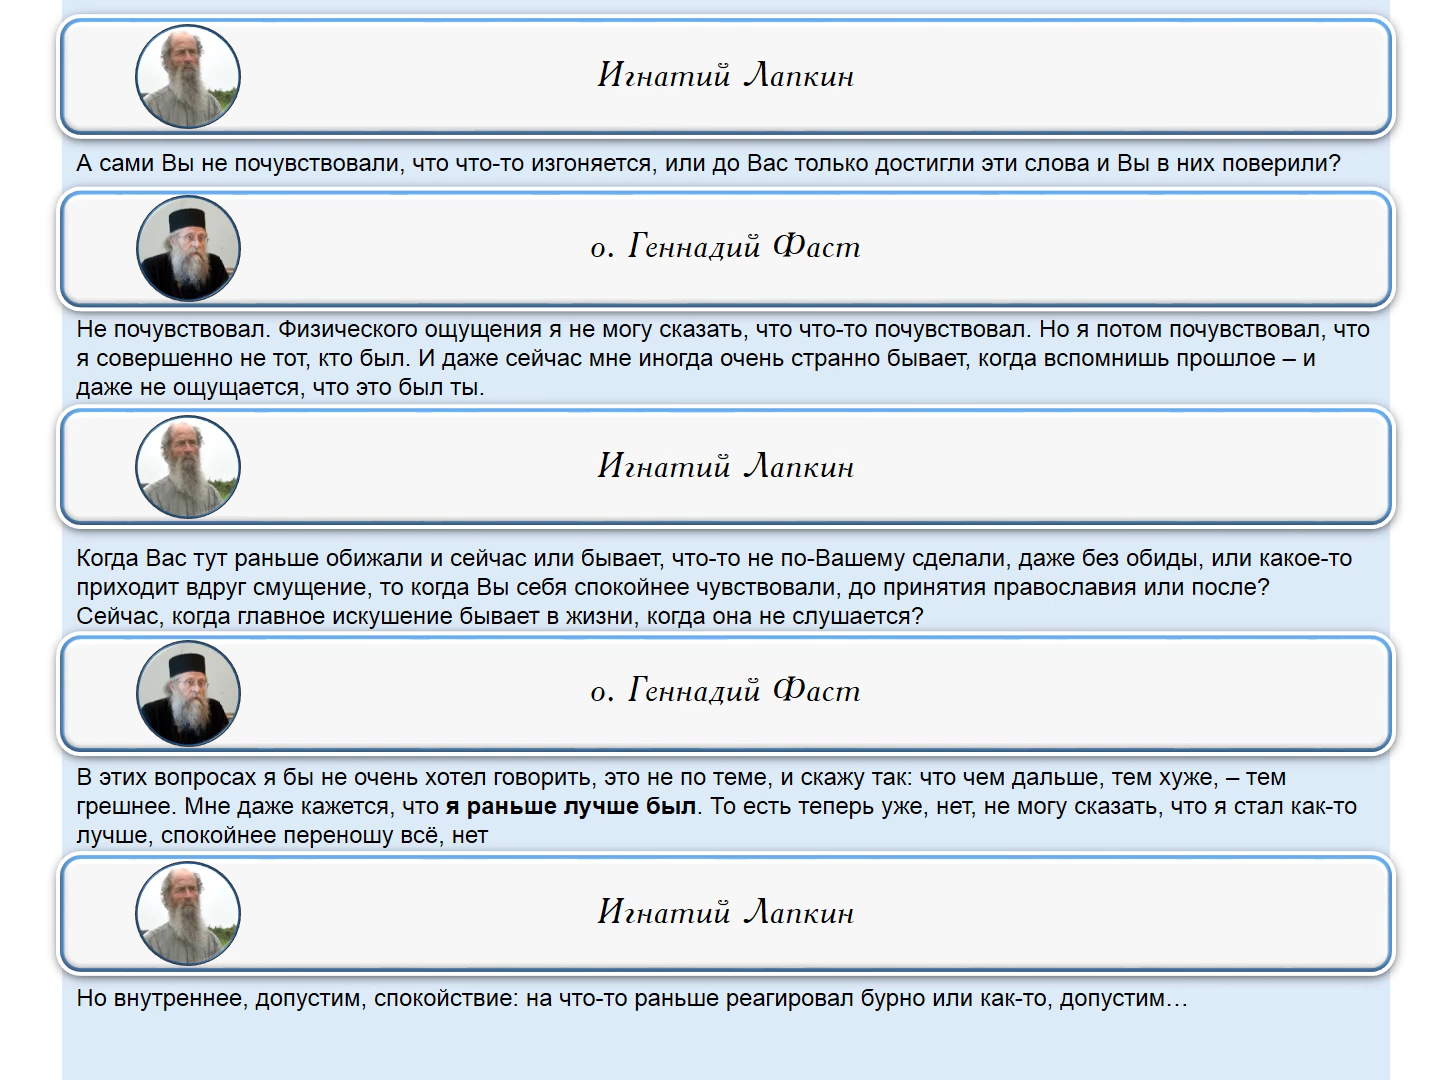 Игнатий Лапкин
А сами Вы не почувствовали, что что-то изгоняется, или до Вас только достигли эти слова и Вы в них поверили?
о. Геннадий Фаст
Не почувствовал. Физического ощущения я не могу сказать, что что-то почувствовал. Но я потом почувствовал, что
я совершенно не тот, кто был. И даже сейчас мне иногда очень странно бывает, когда вспомнишь прошлое – и
даже не ощущается, что это был ты.
Игнатий Лапкин
Когда Вас тут раньше обижали и сейчас или бывает, что-то не по-Вашему сделали, даже без обиды, или какое-то
приходит вдруг смущение, то когда Вы себя спокойнее чувствовали, до принятия православия или после?
Сейчас, когда главное искушение бывает в жизни, когда она не слушается?
о. Геннадий Фаст
В этих вопросах я бы не очень хотел говорить, это не по теме, и скажу так: что чем дальше, тем хуже, – тем
грешнее. Мне даже кажется, что я раньше лучше был. То есть теперь уже, нет, не могу сказать, что я стал как-то
лучше, спокойнее переношу всё, нет
Игнатий Лапкин
Но внутреннее, допустим, спокойствие: на что-то раньше реагировал бурно или как-то, допустим…